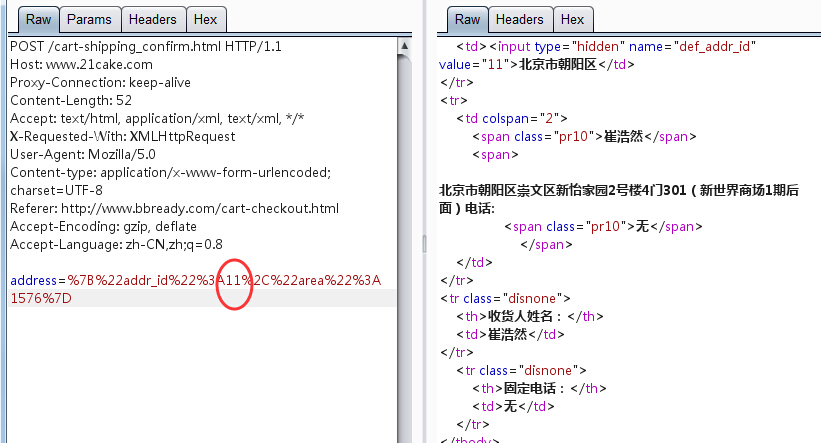 Raw Params Headers Hex
POST /cart-shipping_confirm.html HTTP/1.1
Host: www.21cake.com
Proxy-Connection: keep-alive
Content-Length: 52
Accept: text/html, application/xml, text/xml, */*
X-Requested-With: XMLHttpRequest
User-Agent: Mozilla/5.0
Content-type: application/x-www-form-urlencoded;
charset=UTF-8
Referer: http://www.bbready.com/cart-checkout.html
Accept-Encoding: gzip, deflate
Accept-Language: zh-CN,zh;q=0.8
address=%7B%22addr_id%22%3A11%2C%22area%22%3A
1576%7D
Raw Headers Hex
<td><input type="hidden" name="def_addr_id"
value="11">北京市朝阳区</td>
</tr>
<tr>
<td colspan="2">
<span class="pr10">崔浩然</span>
<span>
北京市朝阳区崇文区新怡家园2号楼4门301（新世界商场1期后
面）电话:
<span class="pr10">无</span>
</span>
</td>
</tr>
<tr class="disnone">
<th>收货人姓名：</th>
<td>崔浩然</td>
</tr>
<tr class="disnone">
<th>固定电话：</th>
<td>无</td>
</tr>
</tbody>